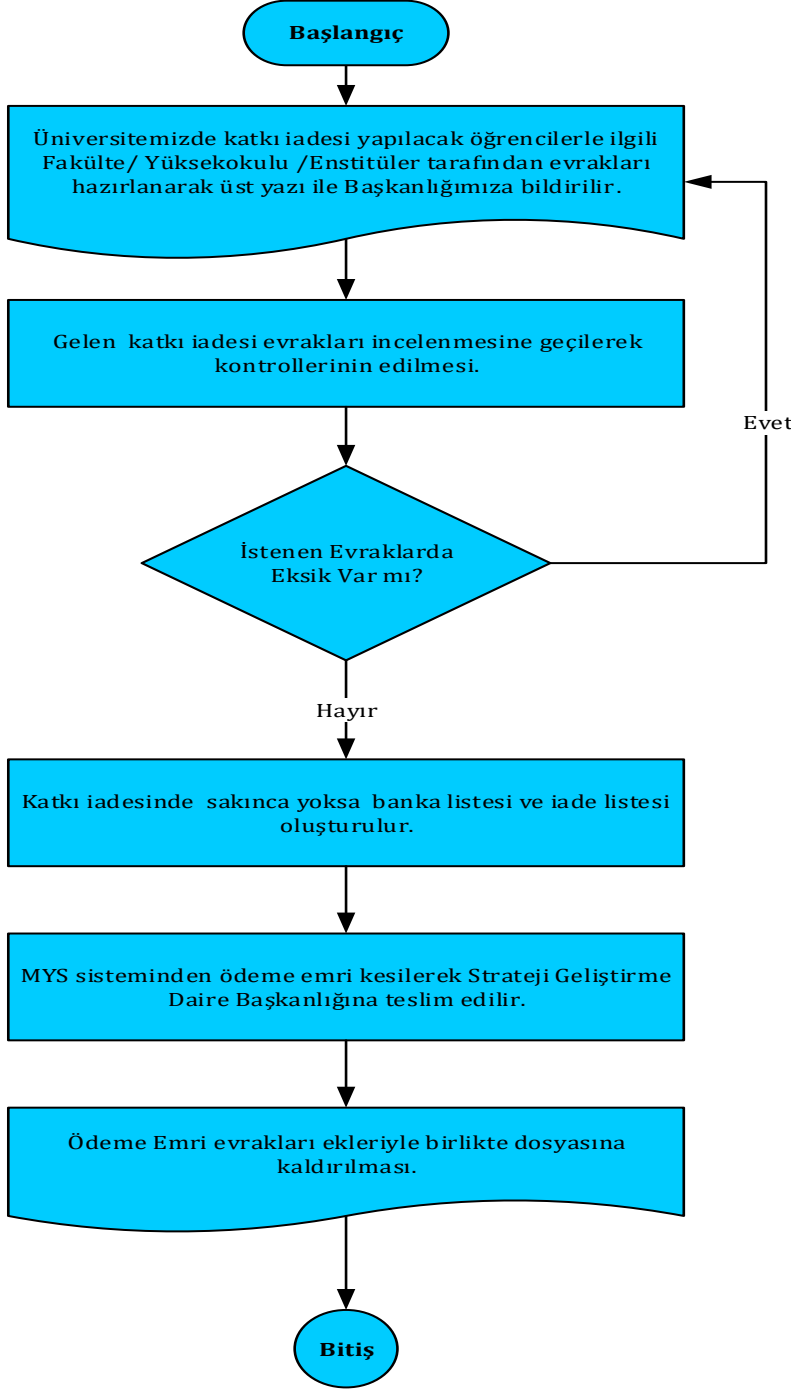 Başlangıç
Üniversitemizde katkı iadesi yapılacak öğrencilerle ilgili
Fakülte/ Yüksekokulu /Enstitüler tarafından evrakları
hazırlanarak üst yazı ile Başkanlığımıza bildirilir.
Gelen katkı iadesi evrakları incelenmesine geçilerek
kontrollerinin edilmesi.
Evet
İstenen Evraklarda
Eksik Var mı?
Hayır
Katkı iadesinde sakınca yoksa banka listesi ve iade listesi
oluşturulur.
MYS sisteminden ödeme emri kesilerek Strateji Geliştirme
Daire Başkanlığına teslim edilir.
Ödeme Emri evrakları ekleriyle birlikte dosyasına
kaldırılması.
Bitiş